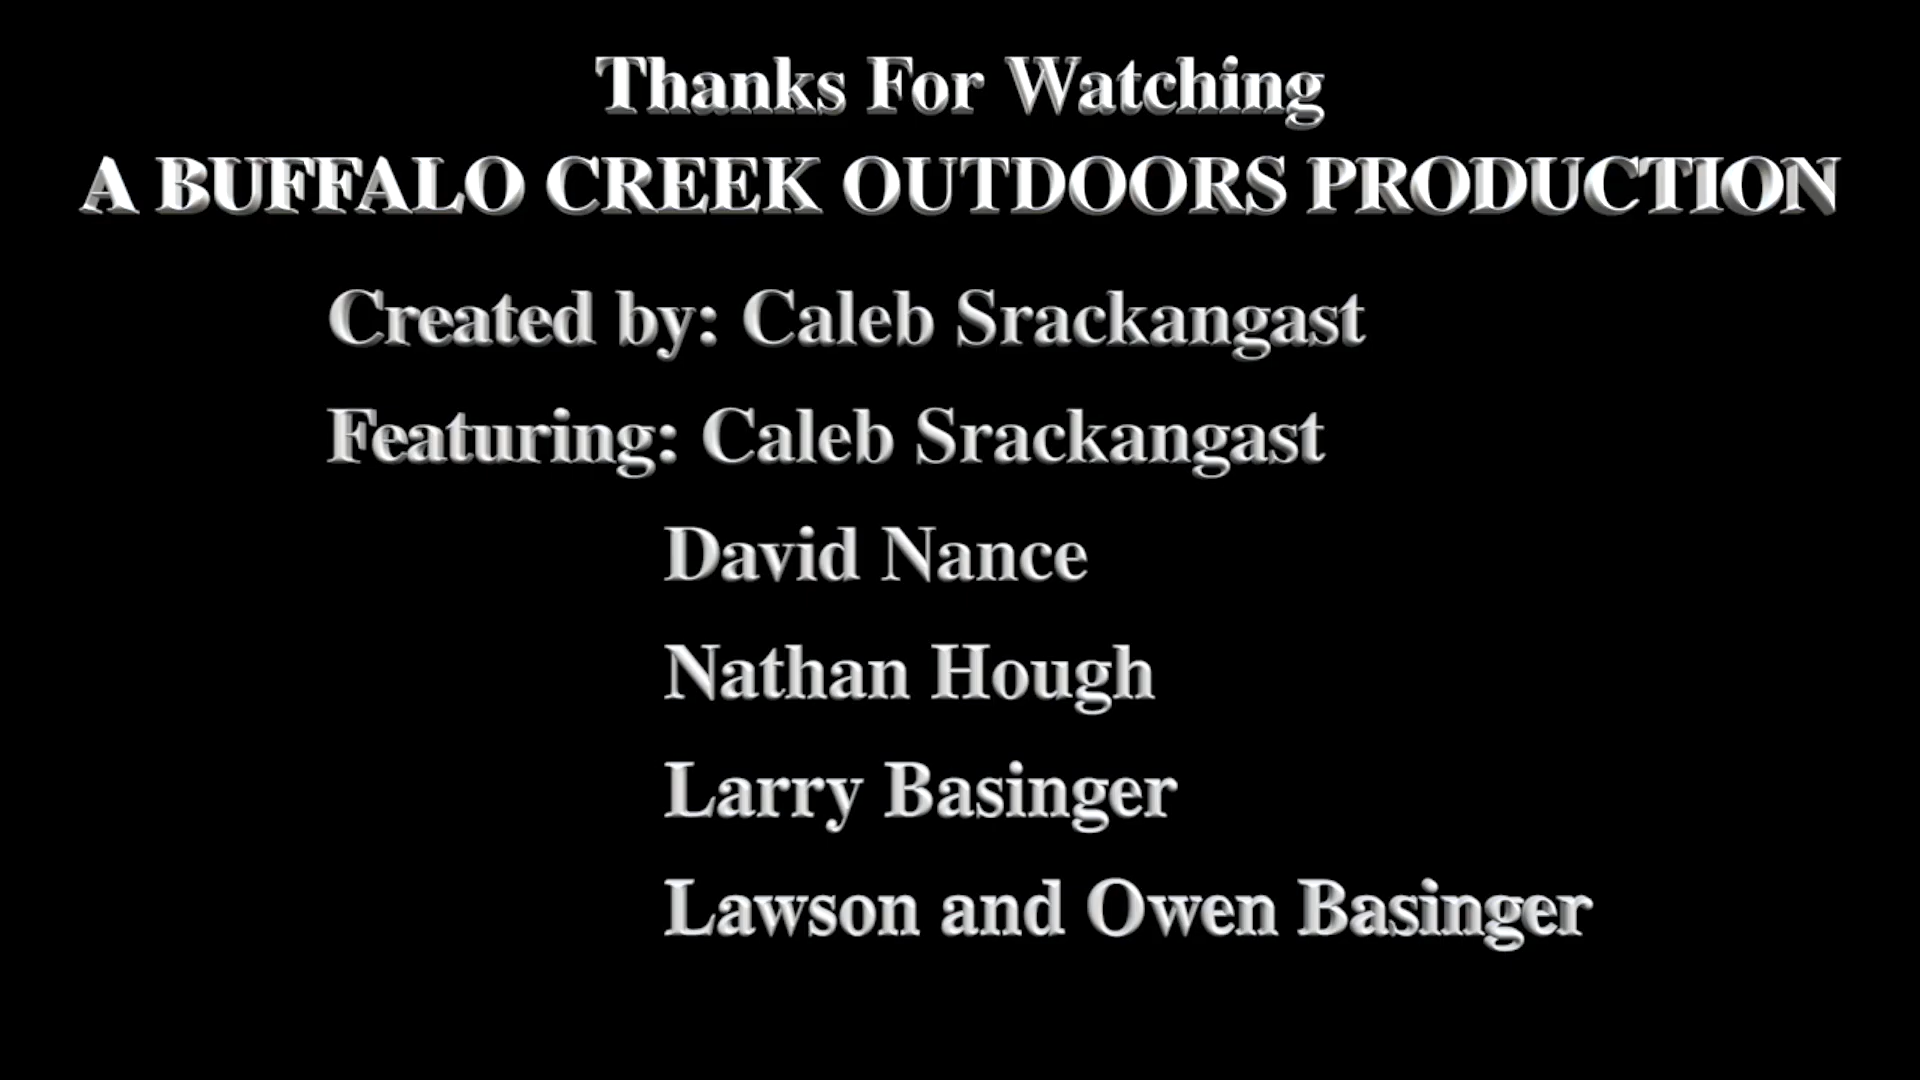 Thanks For Watching
A BUFFALO CREEK OUTDOORS PRODUCTION
Created by: Caleb Srackangast
Featuring: Caleb Srackangast
David Nance
Nathan Hough
Larry Basinger
Lawson and Owen Basinger